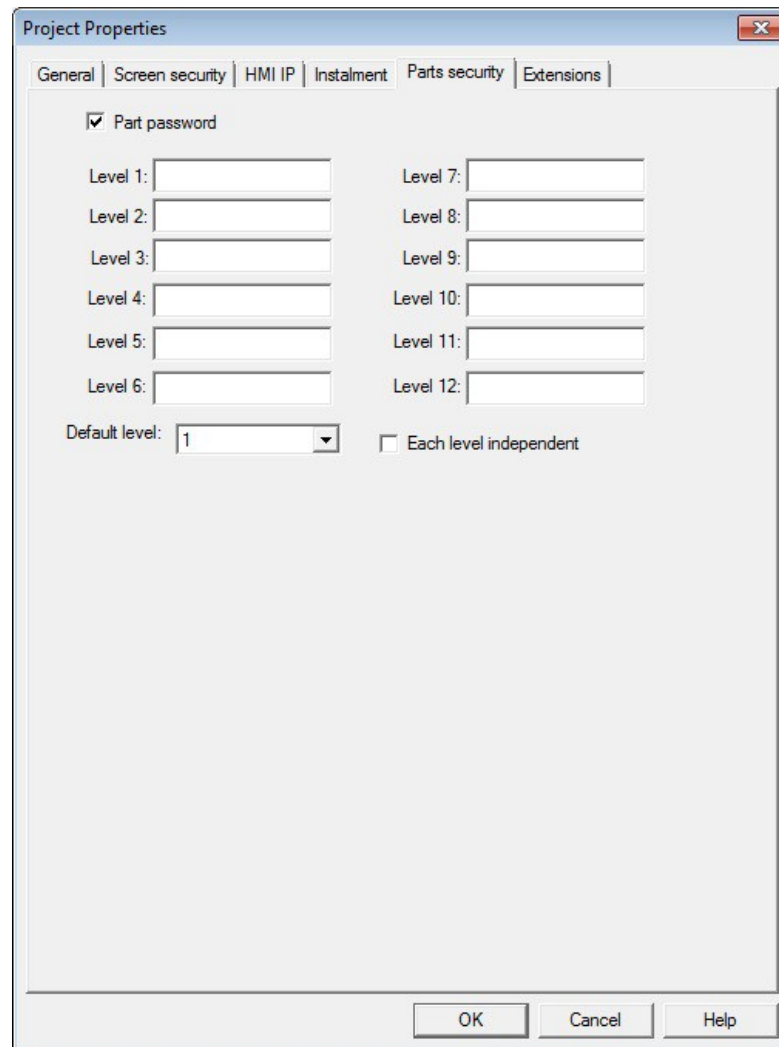 Project Properties
General Screen security HMI IP Instalment Parts security Extensions
Part password
Level 1: Level 7:
Level 2: Level 8:
Level 3: Level 9:
Level 4: Level 10:
Level 5: Level 11:
Level 6: Level 12:
Default level: 1 Each level independent
OK Cancel Help